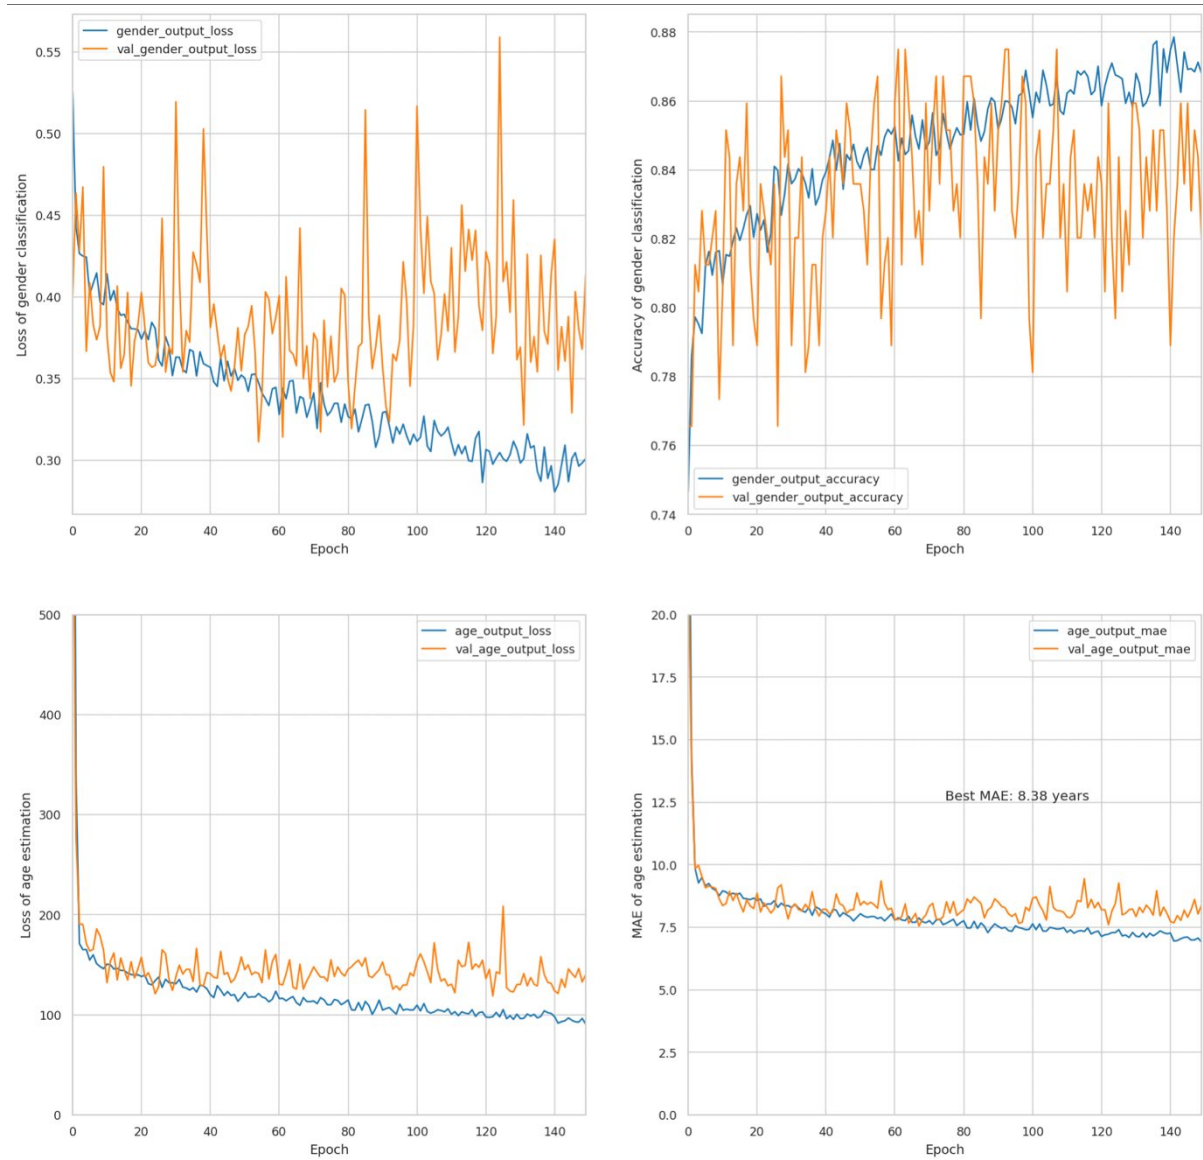 gender_output_loss
val_gender_output_loss
Loss of gender classification
0.55
0.50
0.45
0.40
0.35
0.30
0 20 40 60 80 100 120 140
Epoch
0.88
0.86
0.84
0.82
0.80
0.78
0.76
0.74
Accuracy of gender classification
gender_output_accuracy
val_gender_output_accuracy
0 20 40 60 80 100 120 140
Epoch
500
400
300
200
100
0
Loss of age estimation
age_output_loss
val_age_output_loss
0 20 40 60 80 100 120 140
Epoch
20.0
17.5
15.0
12.5
10.0
7.5
5.0
2.5
0.0
MAE of age estimation
age_output_mae
val_age_output_mae
Best MAE: 8.38 years
0 20 40 60 80 100 120 140
Epoch